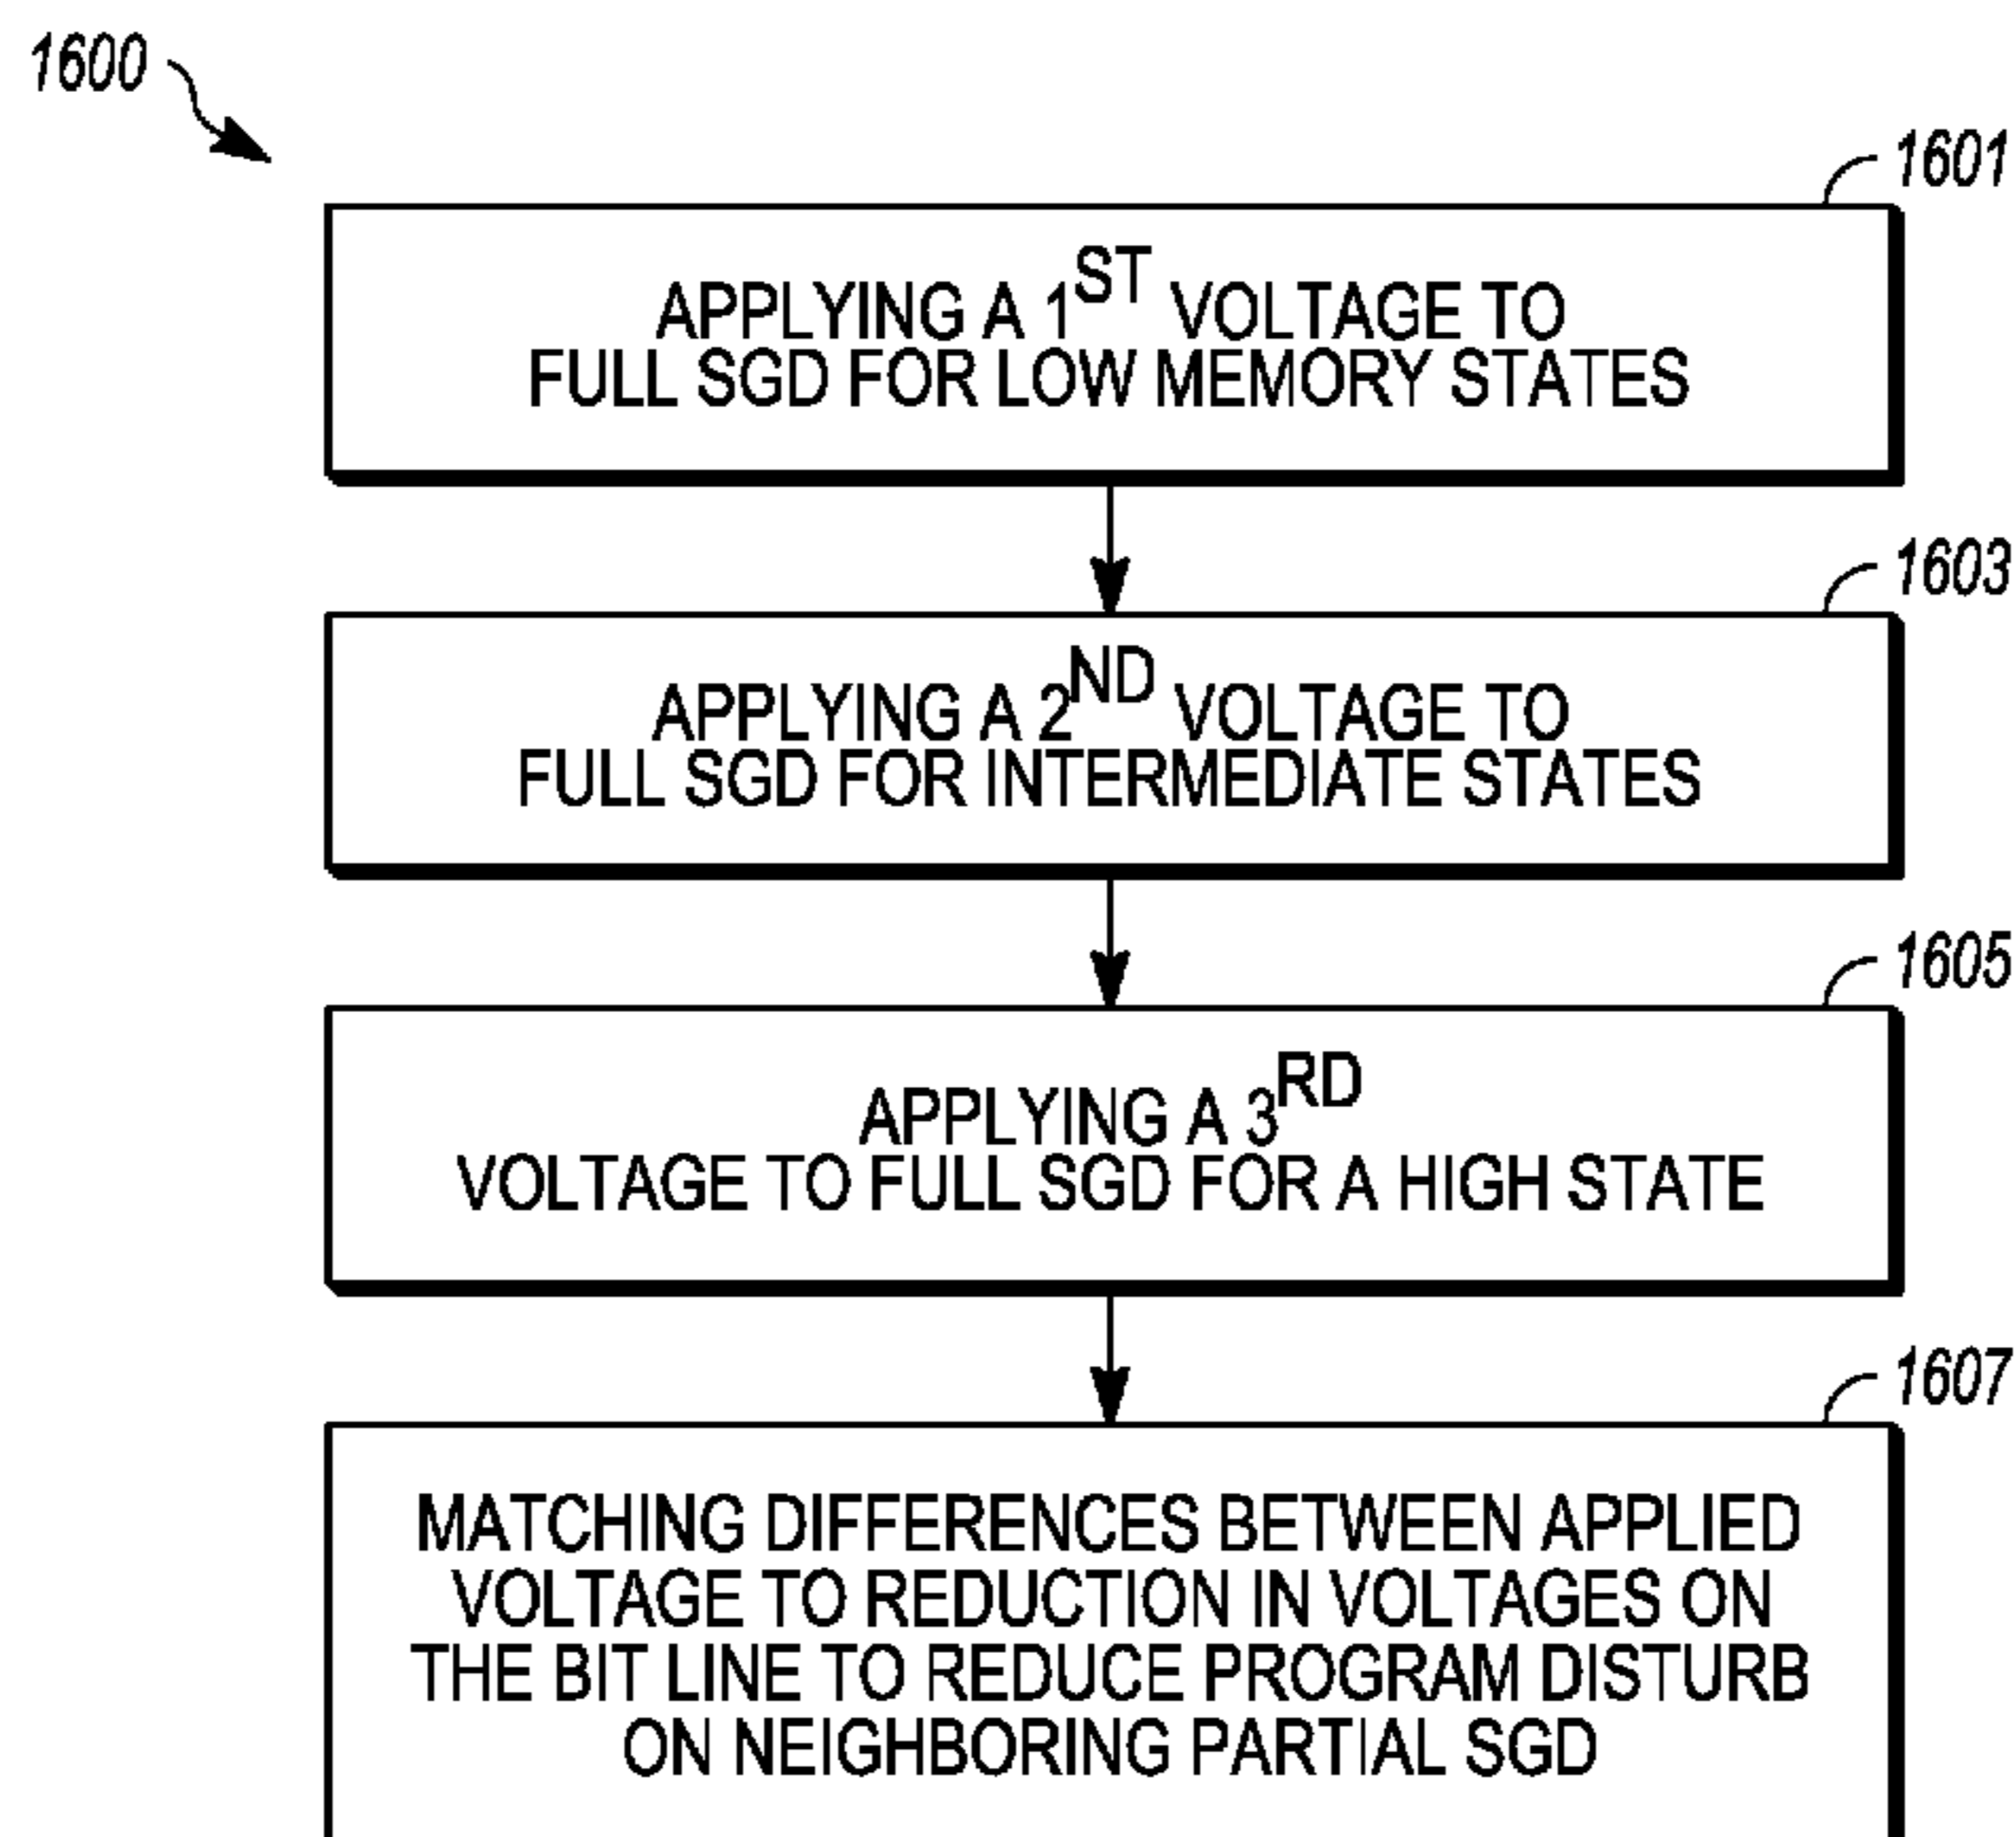 1600
1601
APPLYING A 1ST VOLTAGE TO
FULL SGD FOR LOW MEMORY STATES
1603
APPLYING A 2ND VOLTAGE TO
FULL SGD FOR INTERMEDIATE STATES
1605
APPLYING A 3RD
VOLTAGE TO FULL SGD FOR A HIGH STATE
1607
MATCHING DIFFERENCES BETWEEN APPLIED
VOLTAGE TO REDUCTION IN VOLTAGES ON
THE BIT LINE TO REDUCE PROGRAM DISTURB
ON NEIGHBORING PARTIAL SGD